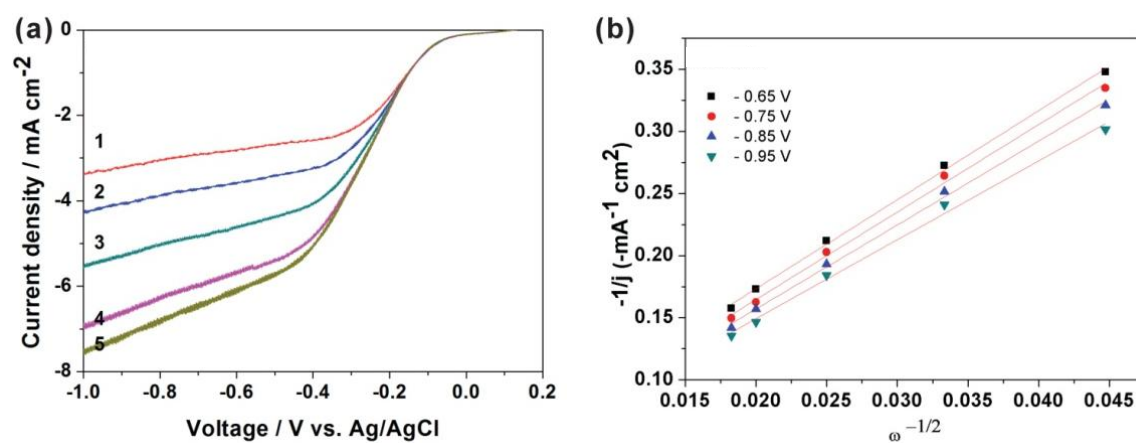 (a)
0
-2
-4
-6
-8
Current density / mA cm⁻²
1
2
3
4
5
-1.0 -0.8 -0.6 -0.4 -0.2 0.0 0.2
Voltage / V vs. Ag/AgCl
(b)
0.35
0.30
0.25
0.20
0.15
0.10
-1/j (-mA⁻¹ cm²)
- 0.65 V
- 0.75 V
- 0.85 V
- 0.95 V
0.015 0.020 0.025 0.030 0.035 0.040 0.045
ω⁻¹/²